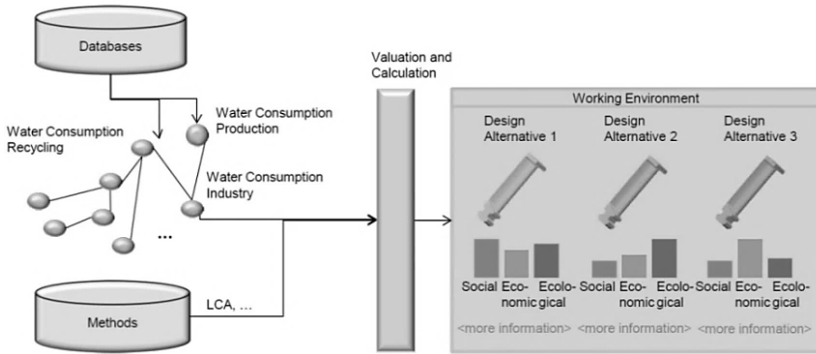 Databases
Valuation and
Calculation
Working Environment
Water Consumption
Production
Water Consumption
Recycling
Water Consumption
Industry
...
Design
Alternative 1
Design
Alternative 2
Design
Alternative 3
Social Eco- Ecolo-
nomic gical
Social Eco- Ecolo-
nomic gical
Social Eco- Ecolo-
nomic gical
<more information> <more information> <more information>
LCA, ...
Methods